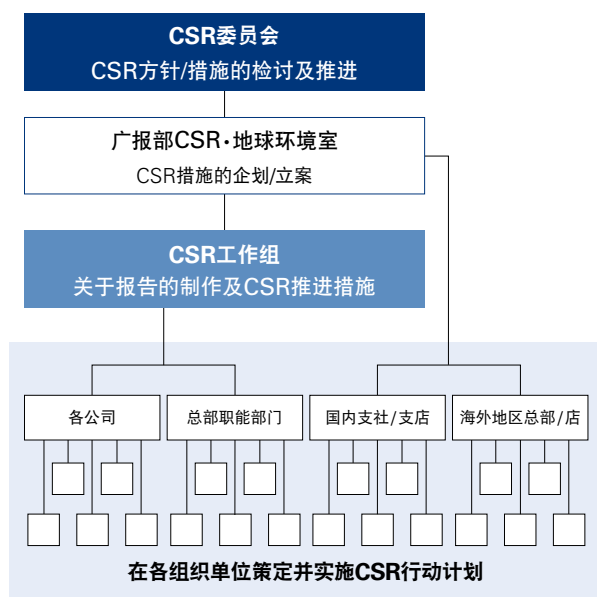 CSR委员会
CSR方针/措施的检讨及推进
广报部CSR·地球环境室
CSR措施的企划/立案
CSR工作组
关于报告的制作及CSR推进措施
各公司
总部职能部门
国内支社/支店
海外地区总部/店
在各组织单位策定并实施CSR行动计划